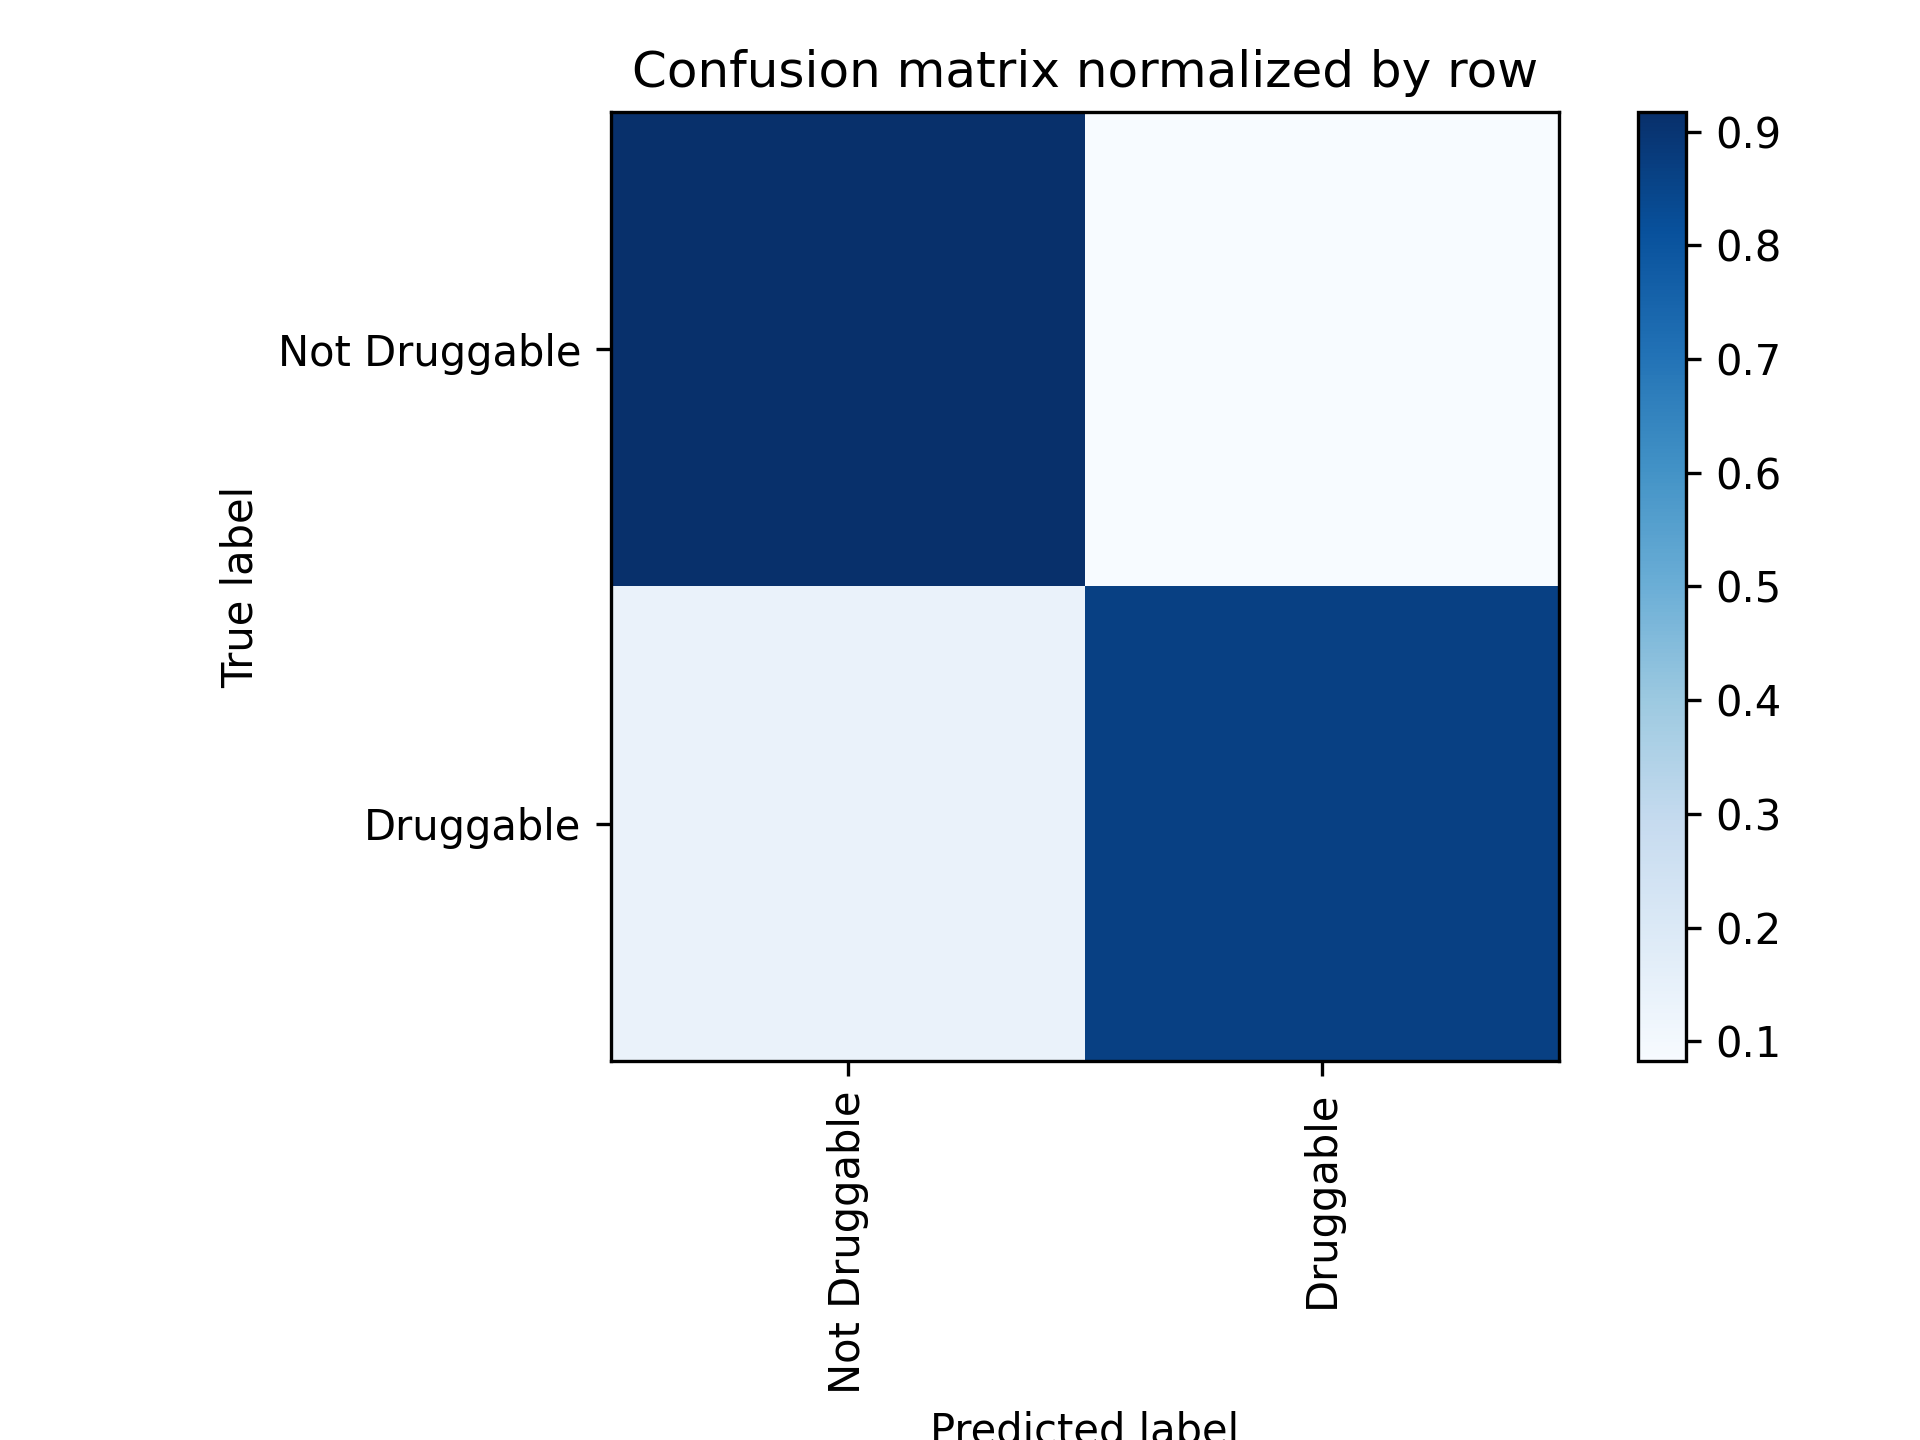 Confusion matrix normalized by row
True label
Not Druggable
Druggable
Not Druggable
Druggable
Predicted label
0.9
0.8
0.7
0.6
0.5
0.4
0.3
0.2
0.1